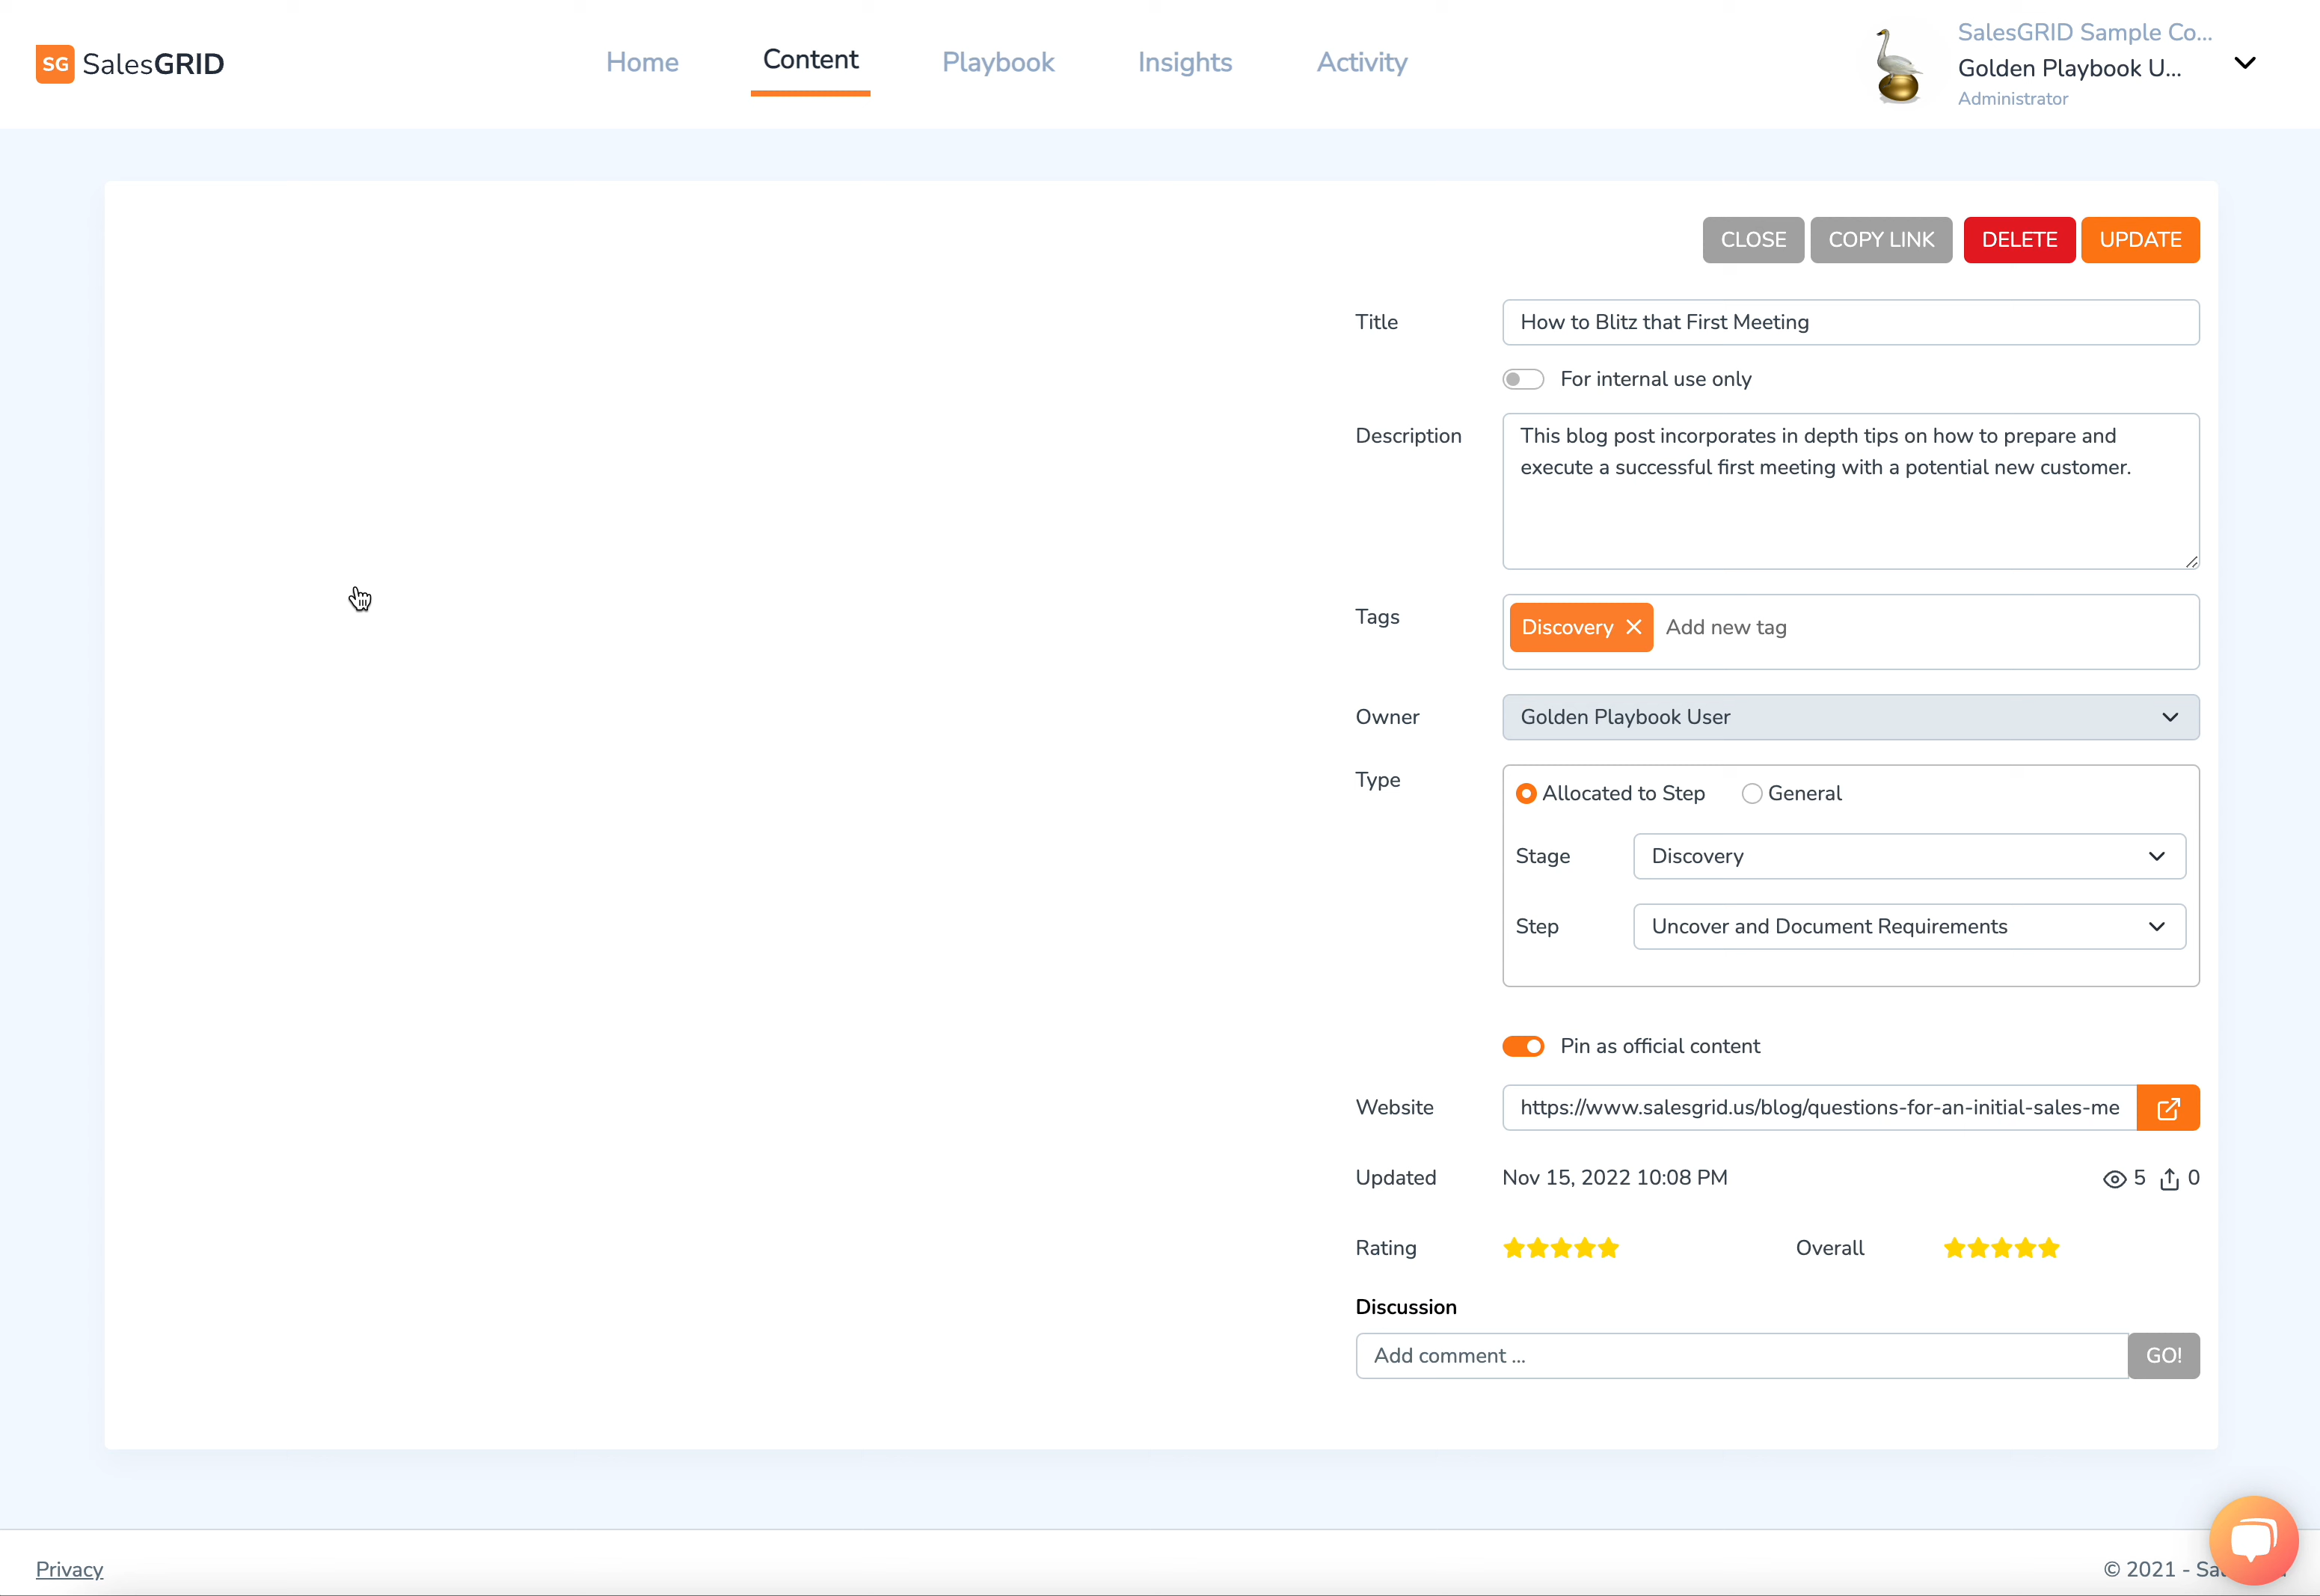 SG SalesGRID
Home
Content
Playbook
Insights
Activity
SalesGRID Sample Co...
Golden Playbook U...
Administrator
CLOSE
COPY LINK
DELETE
UPDATE
Title
How to Blitz that First Meeting
For internal use only
Description
This blog post incorporates in depth tips on how to prepare and
execute a successful first meeting with a potential new customer.
Tags
Discovery
Add new tag
Owner
Golden Playbook User
Type
Allocated to Step
General
Stage
Discovery
Step
Uncover and Document Requirements
Pin as official content
Website
https://www.salesgrid.us/blog/questions-for-an-initial-sales-me
Updated
Nov 15, 2022 10:08 PM
5
0
Rating
Overall
Discussion
Add comment ...
GO!
Privacy
© 2021 -